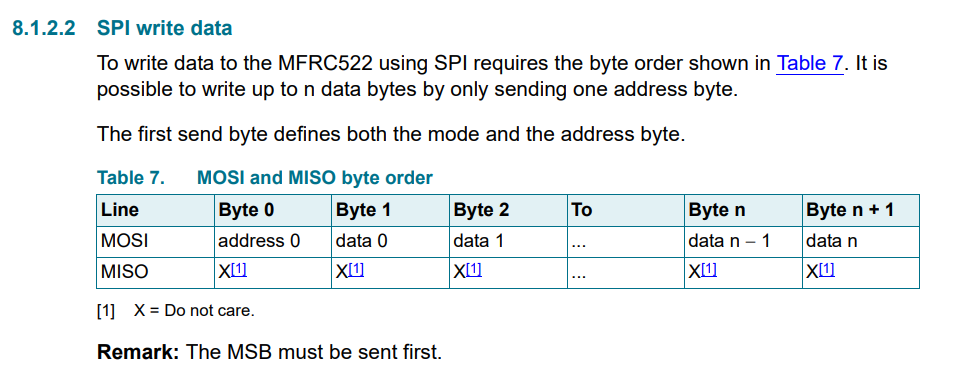 8.1.2.2 SPI write data
To write data to the MFRC522 using SPI requires the byte order shown in Table 7. It is
possible to write up to n data bytes by only sending one address byte.
The first send byte defines both the mode and the address byte.
Table 7. MOSI and MISO byte order
Line Byte 0 Byte 1 Byte 2 To Byte n Byte n + 1
MOSI address 0 data 0 data 1 ... data n − 1 data n
MISO X[1] X[1] X[1] ... X[1] X[1]
[1] X = Do not care.
Remark: The MSB must be sent first.